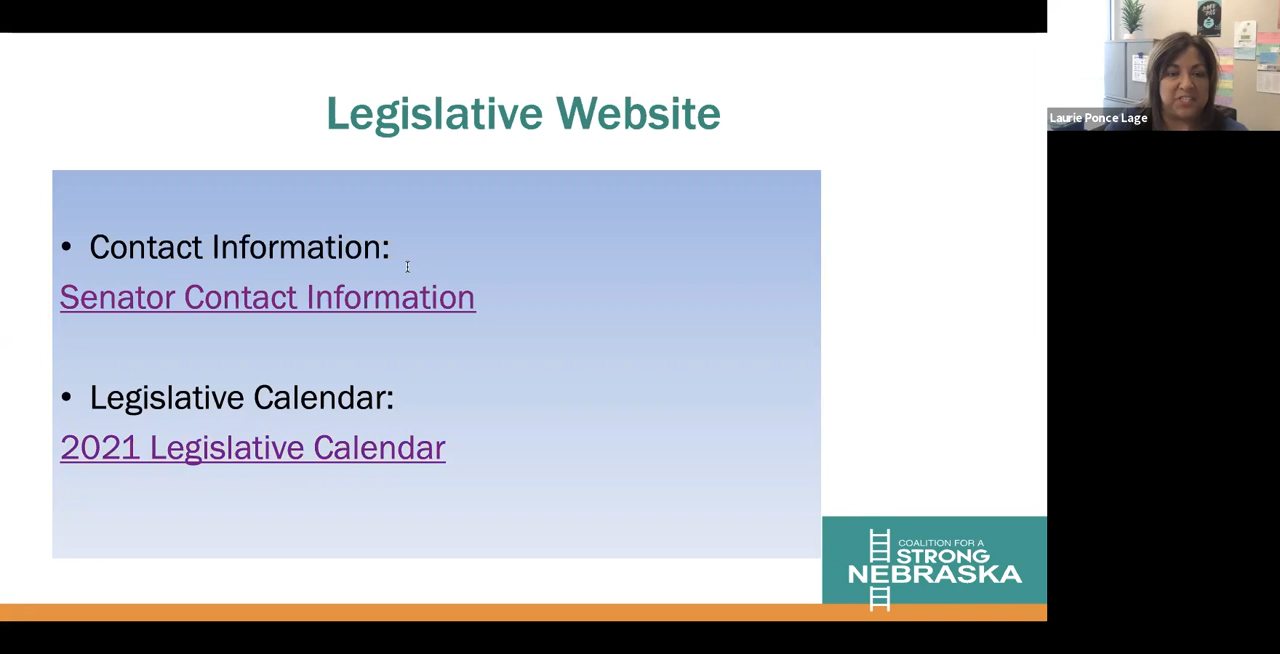 Legislative Website
• Contact Information:
Senator Contact Information
• Legislative Calendar:
2021 Legislative Calendar
COALITION FOR A
STRONG
NEBRASKA
Laurie Ponce Lage